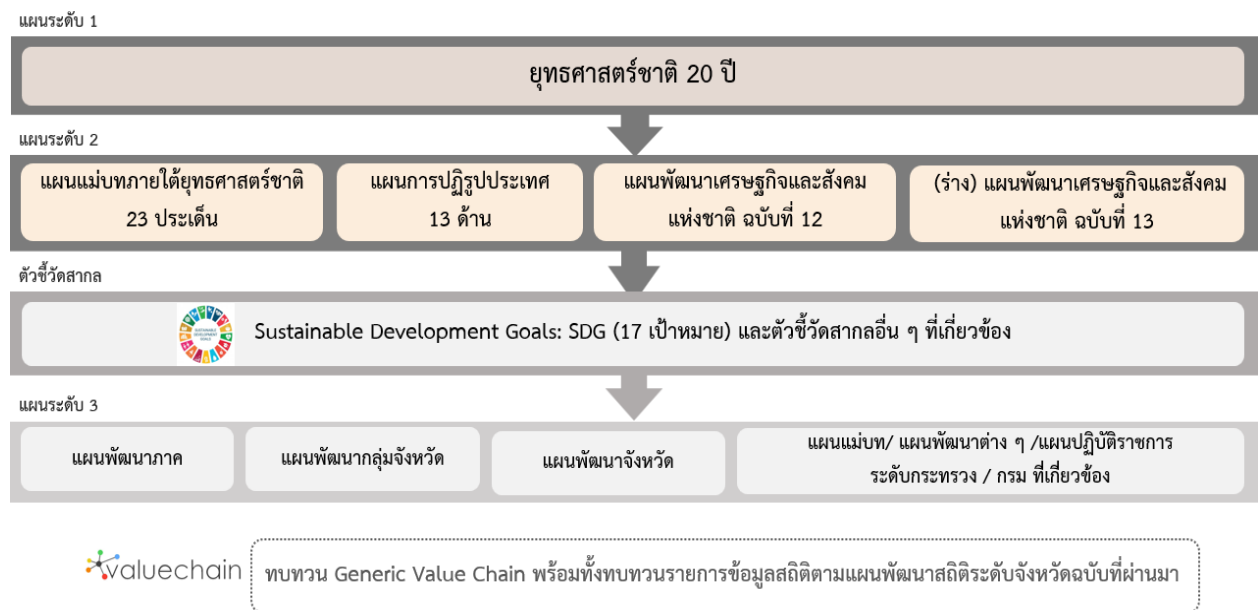 แผนระดับ 1
ยุทธศาสตร์ชาติ 20 ปี
แผนระดับ 2
แผนแม่บทภายใต้ยุทธศาสตร์ชาติ
23 ประเด็น
แผนการปฏิรูปประเทศ
13 ด้าน
แผนพัฒนาเศรษฐกิจและสังคม
แห่งชาติ ฉบับที่ 12
(ร่าง) แผนพัฒนาเศรษฐกิจและสังคม
แห่งชาติ ฉบับที่ 13
ตัวชี้วัดสากล
SUSTAINABLE
DEVELOPMENT
GOALS
Sustainable Development Goals: SDG (17 เป้าหมาย) และตัวชี้วัดสากลอื่น ๆ ที่เกี่ยวข้อง
แผนระดับ 3
แผนพัฒนาภาค
แผนพัฒนากลุ่มจังหวัด
แผนพัฒนาจังหวัด
แผนแม่บท/ แผนพัฒนาต่าง ๆ /แผนปฏิบัติราชการ
ระดับกระทรวง / กรม ที่เกี่ยวข้อง
valuechain
ทบทวน Generic Value Chain พร้อมทั้งทบทวนรายการข้อมูลสถิติตามแผนพัฒนาสถิติระดับจังหวัดฉบับที่ผ่านมา